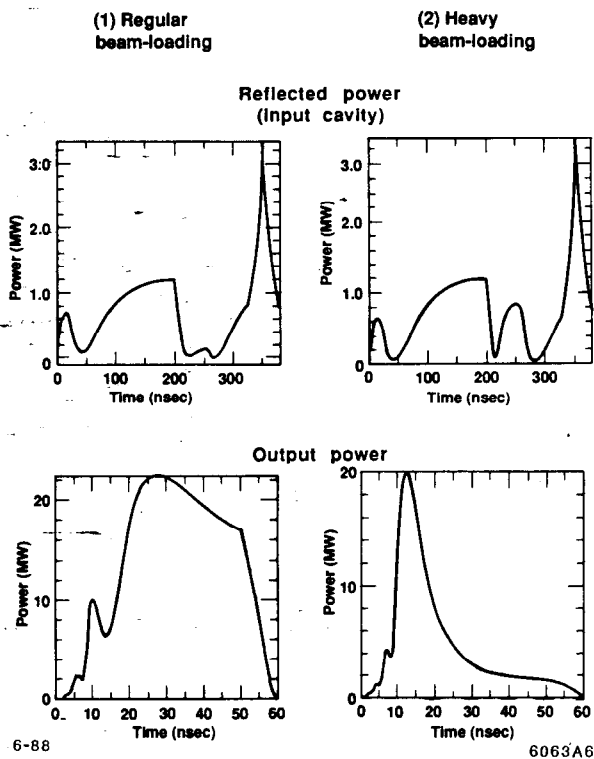 (1) Regular
beam-loading
(2) Heavy
beam-loading
Reflected power
(input cavity)
Power (MW)
3.0
2.0
1.0
0
0 100 200 300
Time (nsec)
Power (MW)
3.0
2.0
1.0
0
0 100 200 300
Time (nsec)
Output power
Power (MW)
20
10
0
0 10 20 30 40 50 60
Time (nsec)
Power (MW)
20
10
0
0 10 20 30 40 50 60
Time (nsec)
6-88
6063A6